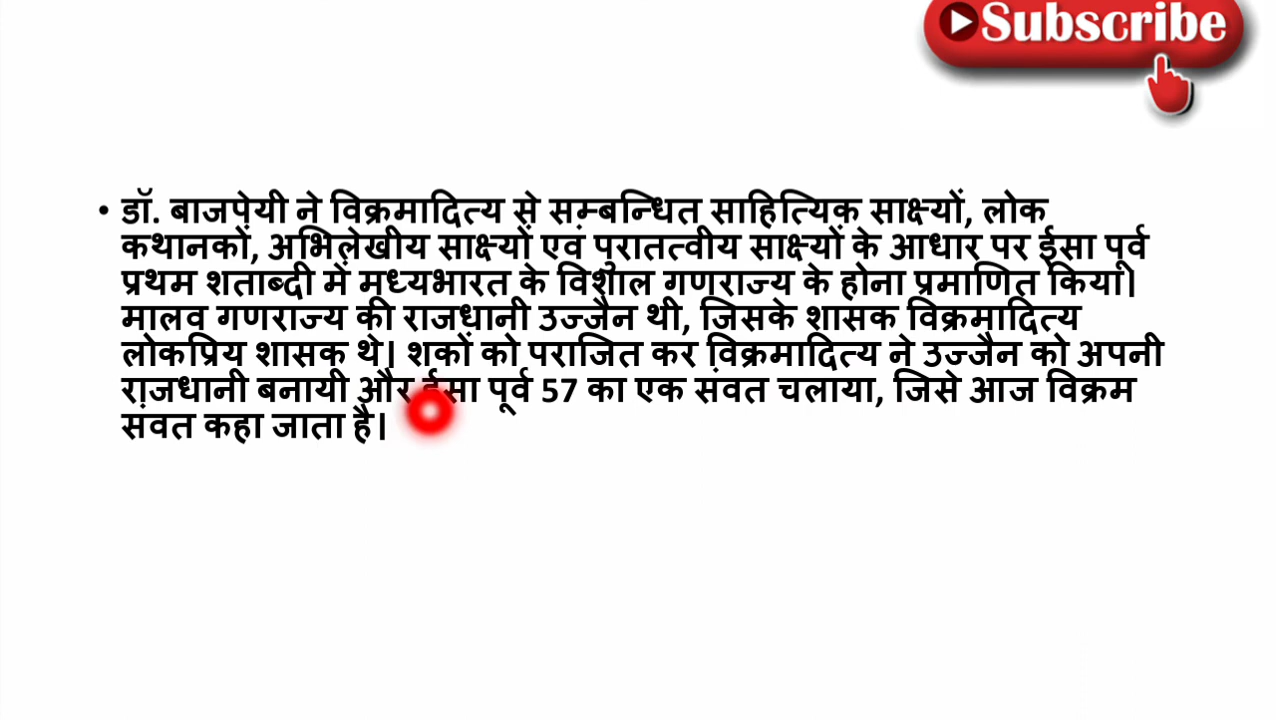 Subscribe
• डॉ. बाजपेयी ने विक्रमादित्य से सम्बन्धित साहित्यिक साक्ष्यों, लोक
कथानकों, अभिलेखीय साक्ष्यों एवं पुरातत्वीय साक्ष्यों के आधार पर ईसा पूर्व
प्रथम शताब्दी में मध्यभारत के विशाल गणराज्य के होना प्रमाणित किया।
मालव गणराज्य की राजधानी उज्जैन थी, जिसके शासक विक्रमादित्य
लोकप्रिय शासक थे। शकों को पराजित कर विक्रमादित्य ने उज्जैन को अपनी
राजधानी बनायी और ईसा पूर्व 57 का एक संवत चलाया, जिसे आज विक्रम
संवत कहा जाता है।